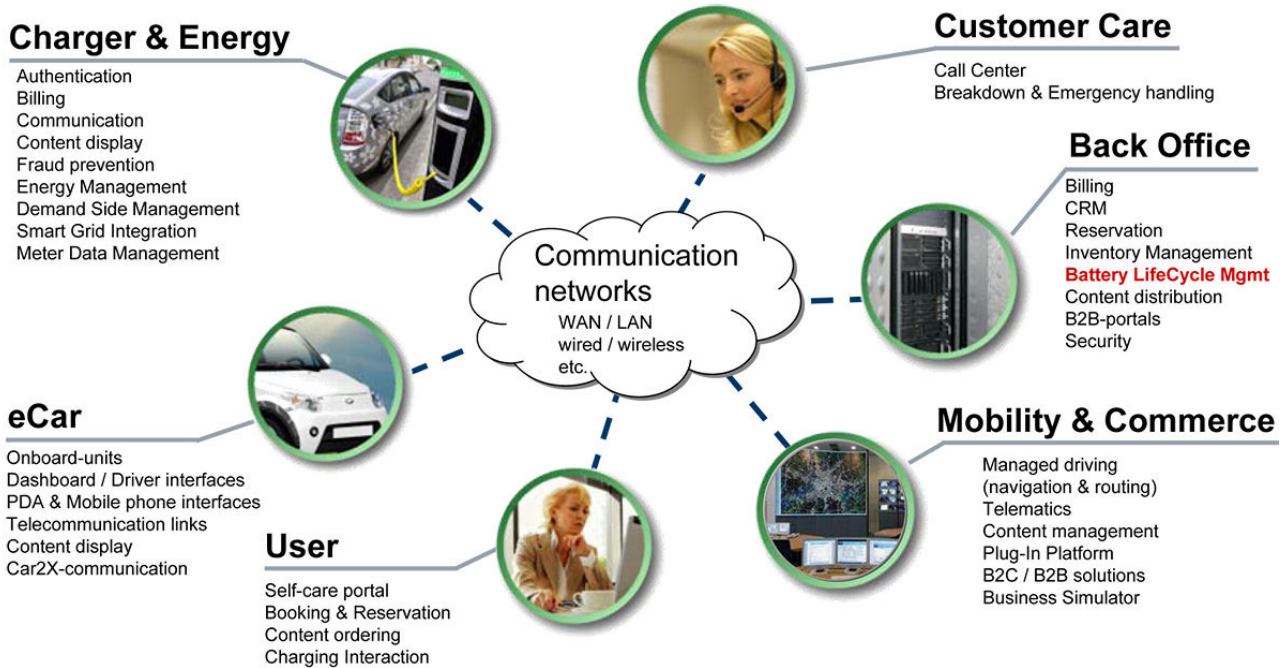 Charger & Energy
Authentication
Billing
Communication
Content display
Fraud prevention
Energy Management
Demand Side Management
Smart Grid Integration
Meter Data Management
Customer Care
Call Center
Breakdown & Emergency handling
Back Office
Billing
CRM
Reservation
Inventory Management
Battery LifeCycle Mgmt
Content distribution
B2B-portals
Security
Communication
networks
WAN / LAN
wired / wireless
etc.
eCar
Onboard-units
Dashboard / Driver interfaces
PDA & Mobile phone interfaces
Telecommunication links
Content display
Car2X-communication
User
Self-care portal
Booking & Reservation
Content ordering
Charging Interaction
Mobility & Commerce
Managed driving
(navigation & routing)
Telematics
Content management
Plug-In Platform
B2C / B2B solutions
Business Simulator